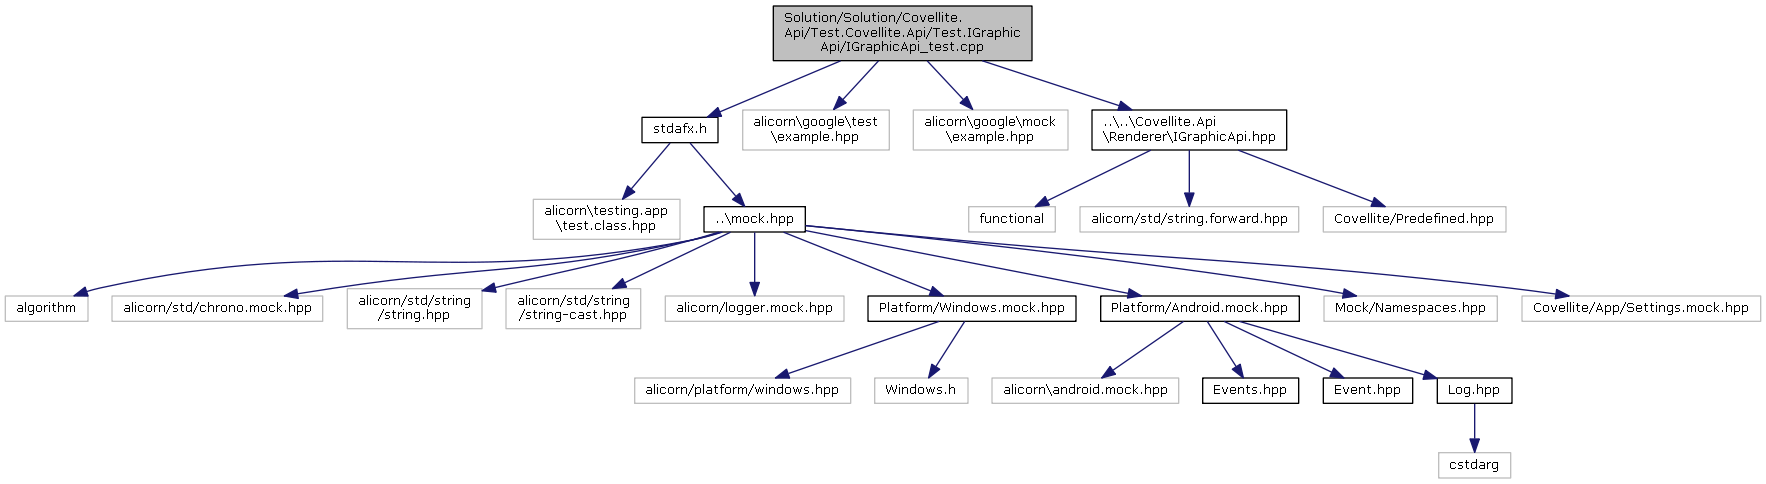 Solution/Solution/Covellite.
Api/Test.Covellite.Api/Test.IGraphic
Api/IGraphicApi_test.cpp
stdafx.h
alicorn\google\test
\example.hpp
alicorn\google\mock
\example.hpp
..\..\Covellite.Api
\Renderer\IGraphicApi.hpp
alicorn\testing.app
\test.class.hpp
..\mock.hpp
functional
alicorn/std/string.forward.hpp
Covellite/Predefined.hpp
algorithm
alicorn/std/chrono.mock.hpp
alicorn/std/string
/string.hpp
alicorn/std/string
/string-cast.hpp
alicorn/logger.mock.hpp
Platform/Windows.mock.hpp
Platform/Android.mock.hpp
Mock/Namespaces.hpp
Covellite/App/Settings.mock.hpp
alicorn/platform/windows.hpp
Windows.h
alicorn\android.mock.hpp
Events.hpp
Event.hpp
Log.hpp
cstdarg